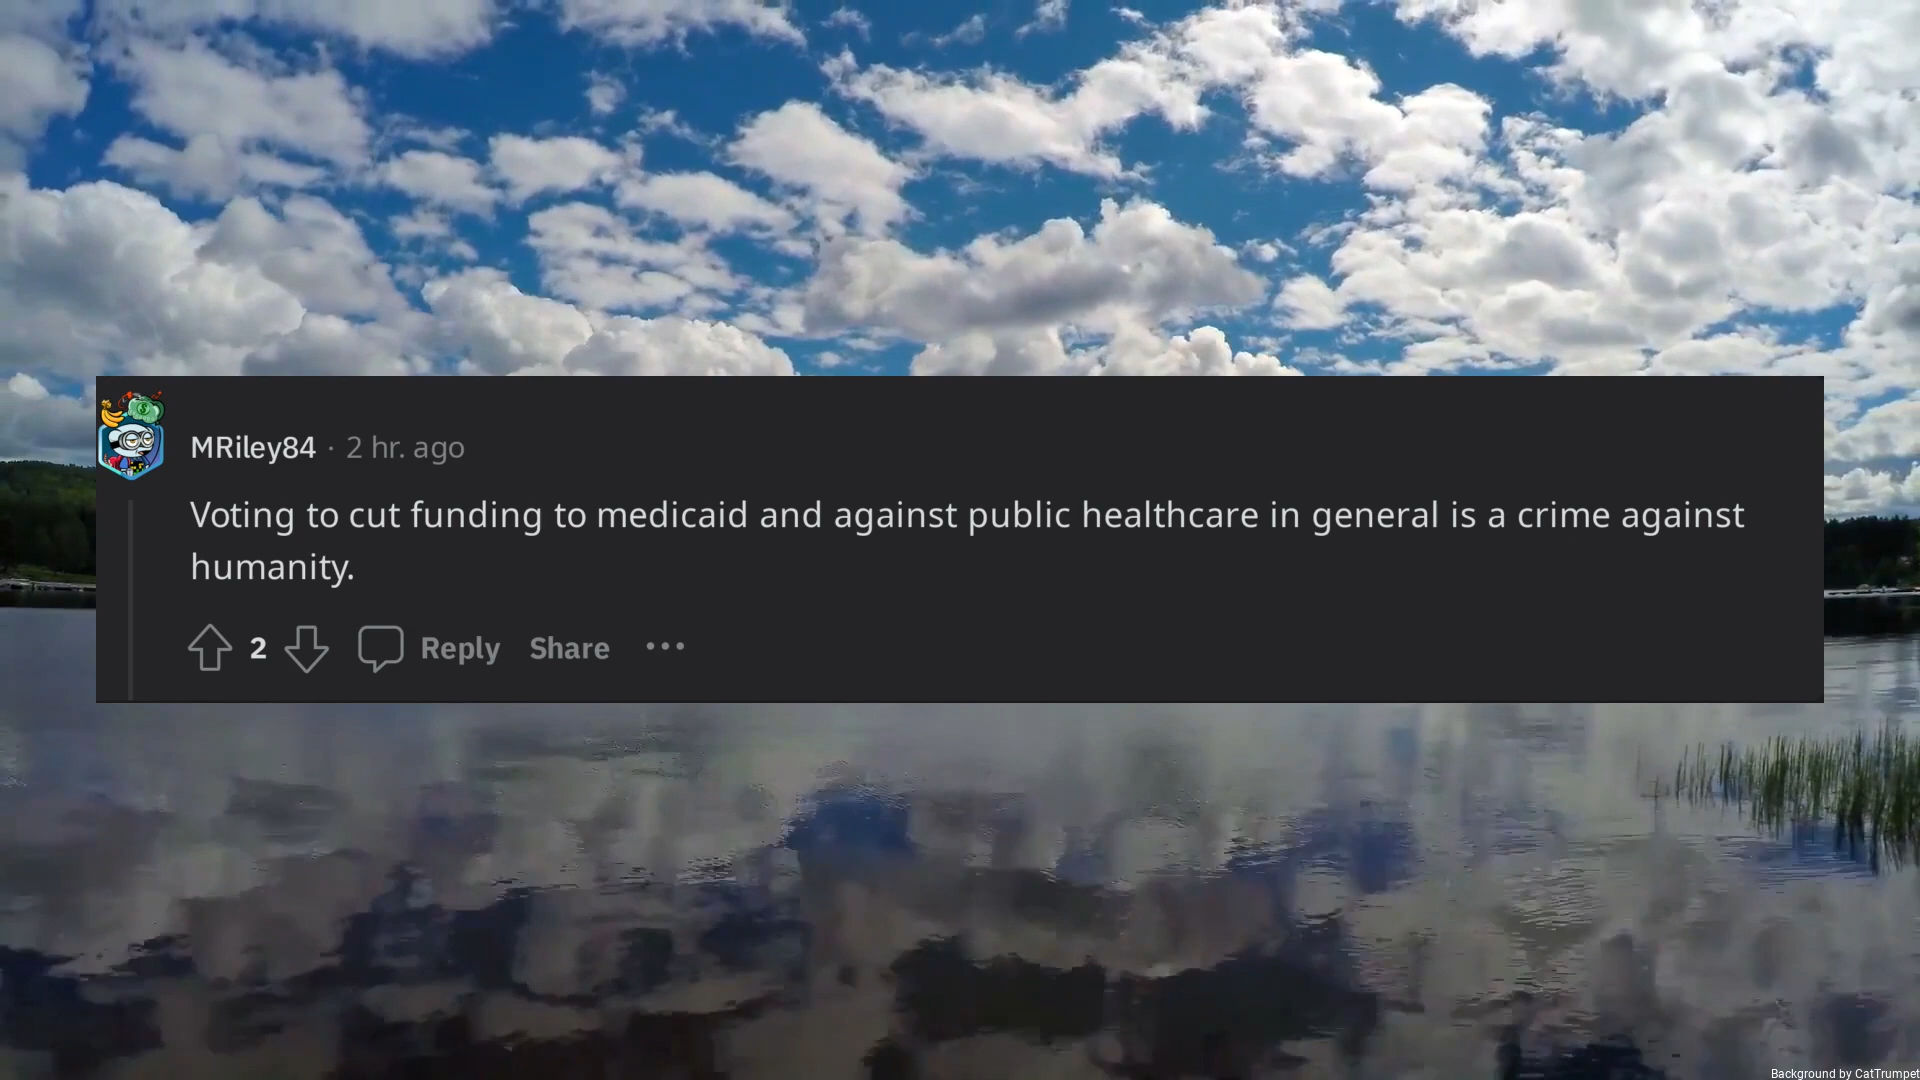 MRiley84 · 2 hr. ago
Voting to cut funding to medicaid and against public healthcare in general is a crime against
humanity.
2 Reply Share •••
Background by CatTrumpet